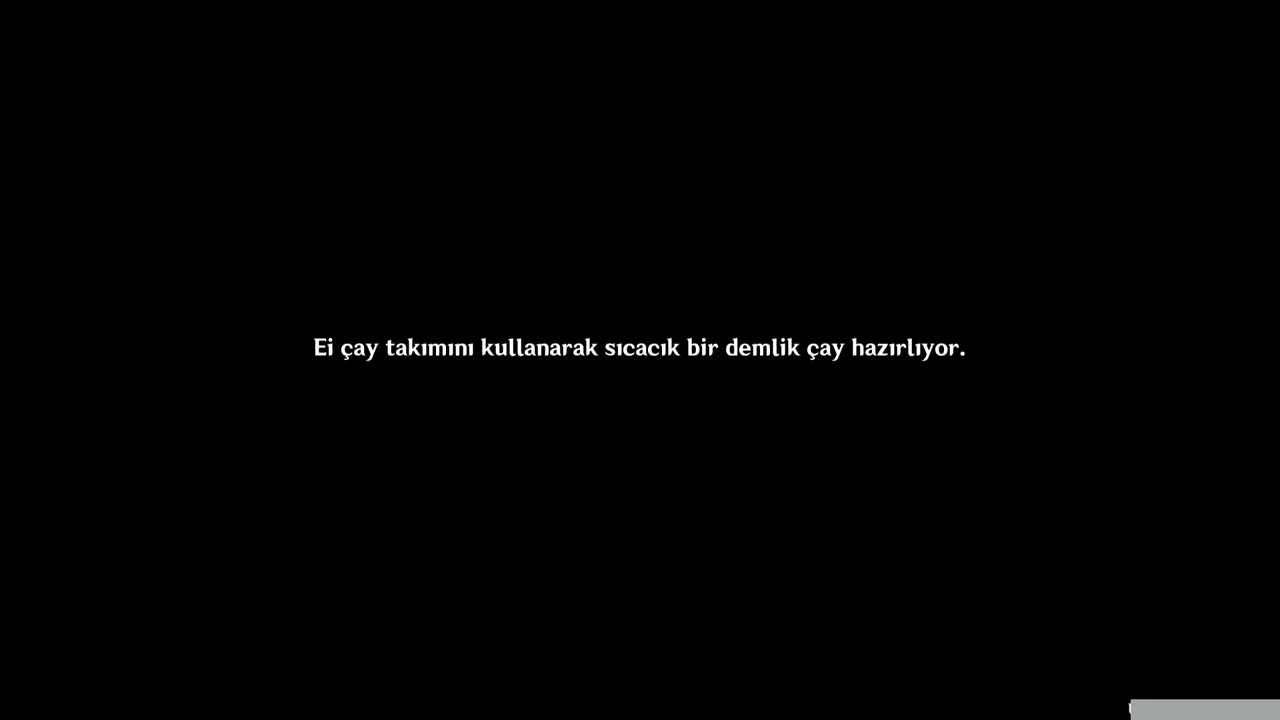 Ei çay takımını kullanarak sıcacık bir demlik çay hazırlıyor.